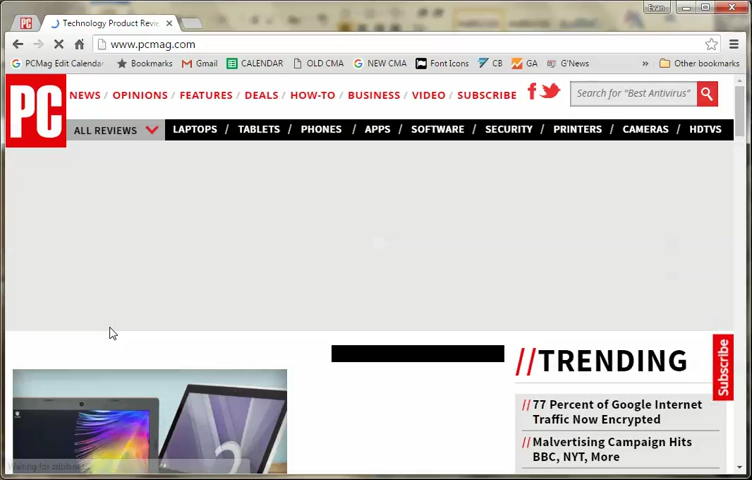 Evan
Technology Product Revie
www.pcmag.com
PCMag Edit Calendar
Bookmarks
Gmail
CALENDAR
OLD CMA
NEW CMA
Font Icons
CB
GA
G'News
»
Other bookmarks
PC
NEWS / OPINIONS / FEATURES / DEALS / HOW-TO / BUSINESS / VIDEO / SUBSCRIBE
Search for "Best Antivirus"
ALL REVIEWS
LAPTOPS / TABLETS / PHONES / APPS / SOFTWARE / SECURITY / PRINTERS / CAMERAS / HDTVS
//TRENDING
Subscribe
//77 Percent of Google Internet
Traffic Now Encrypted
//Malvertising Campaign Hits
BBC, NYT, More